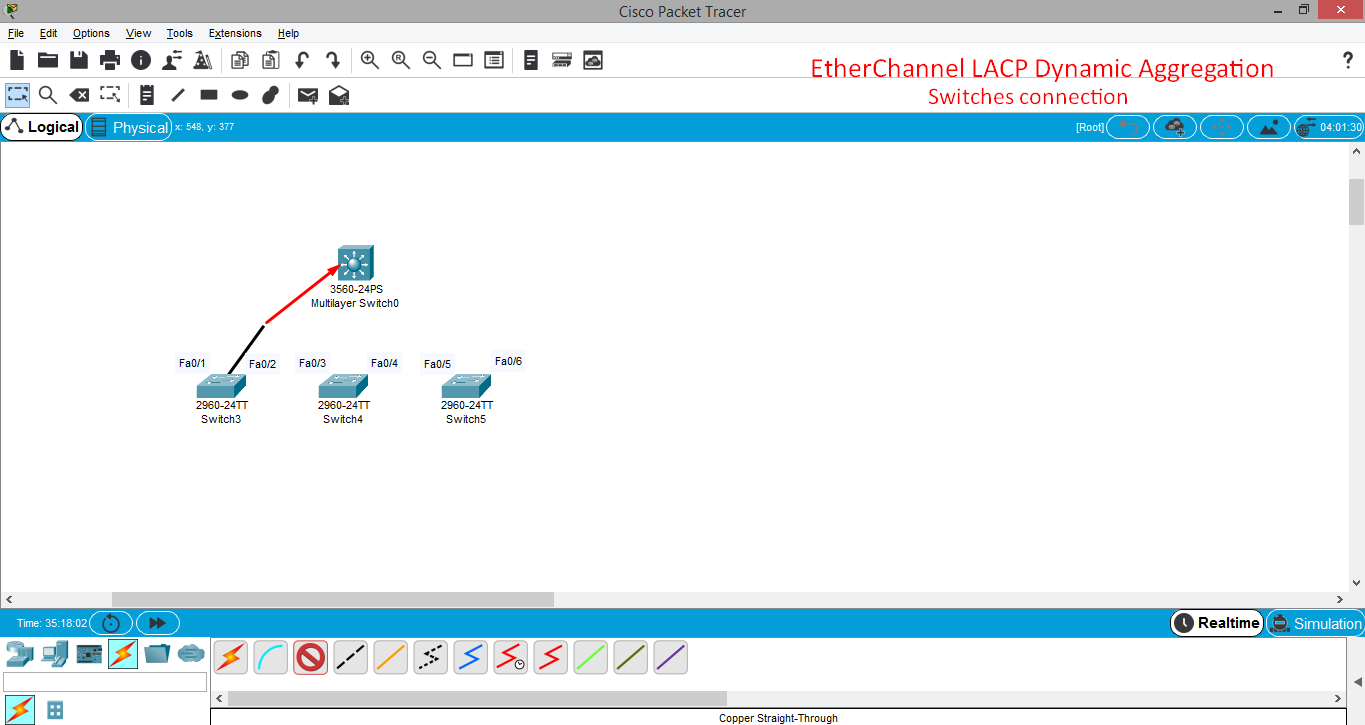 Cisco Packet Tracer
File Edit Options View Tools Extensions Help
?
EtherChannel LACP Dynamic Aggregation
Switches connection
Logical Physical x: 548, y: 377 [Root] 04:01:30
3560-24PS
Multilayer Switch0
Fa0/1 Fa0/2 Fa0/3 Fa0/4 Fa0/5 Fa0/6
2960-24TT 2960-24TT 2960-24TT
Switch3 Switch4 Switch5
Time: 35:18:02 Realtime Simulation
Copper Straight-Through